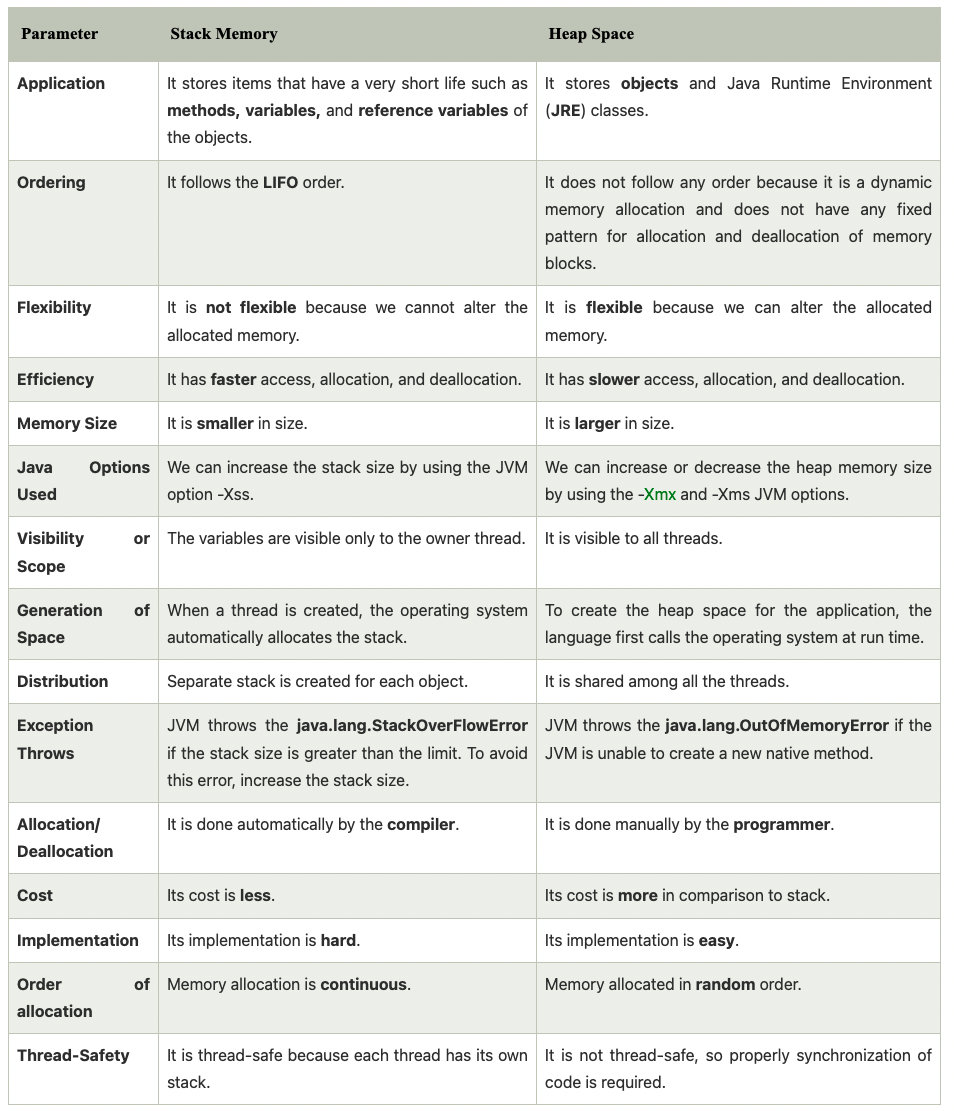 Parameter Stack Memory Heap Space
Application
It stores items that have a very short life such as
methods, variables, and reference variables of
the objects.
It stores objects and Java Runtime Environment
(JRE) classes.
Ordering
It follows the LIFO order.
It does not follow any order because it is a dynamic
memory allocation and does not have any fixed
pattern for allocation and deallocation of memory
blocks.
Flexibility
It is not flexible because we cannot alter the
allocated memory.
It is flexible because we can alter the allocated
memory.
Efficiency
It has faster access, allocation, and deallocation.
It has slower access, allocation, and deallocation.
Memory Size
It is smaller in size.
It is larger in size.
Java Options
Used
We can increase the stack size by using the JVM
option -Xss.
We can increase or decrease the heap memory size
by using the -Xmx and -Xms JVM options.
Visibility or
Scope
The variables are visible only to the owner thread.
It is visible to all threads.
Generation of
Space
When a thread is created, the operating system
automatically allocates the stack.
To create the heap space for the application, the
language first calls the operating system at run time.
Distribution
Separate stack is created for each object.
It is shared among all the threads.
Exception
Throws
JVM throws the java.lang.StackOverFlowError
if the stack size is greater than the limit. To avoid
this error, increase the stack size.
JVM throws the java.lang.OutOfMemoryError if the
JVM is unable to create a new native method.
Allocation/
Deallocation
It is done automatically by the compiler.
It is done manually by the programmer.
Cost
Its cost is less.
Its cost is more in comparison to stack.
Implementation
Its implementation is hard.
Its implementation is easy.
Order of
allocation
Memory allocation is continuous.
Memory allocated in random order.
Thread-Safety
It is thread-safe because each thread has its own
stack.
It is not thread-safe, so properly synchronization of
code is required.